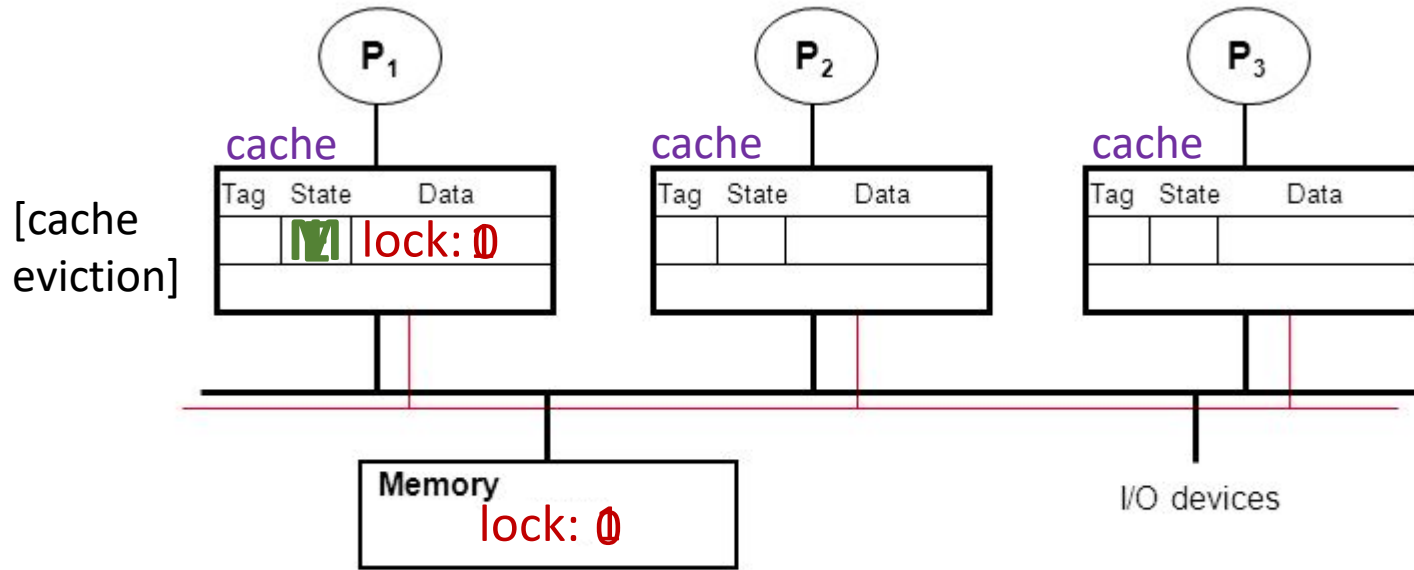 P1
P2
P3
cache
cache
cache
Tag State Data
Tag State Data
Tag State Data
[cache
eviction]
lock:
Memory
lock:
I/O devices